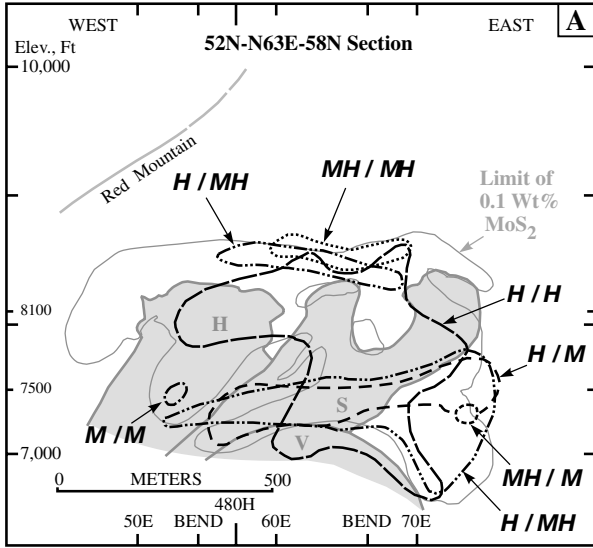 WEST
EAST
A
Elev., Ft
52N-N63E-58N Section
10,000
Red Mountain
MH / MH
H / MH
Limit of
0.1 Wt%
MoS2
H / H
8100
H
H / M
7500
S
M / M
V
7,000
MH / M
0 METERS 500
H / MH
480H
50E BEND 60E BEND 70E